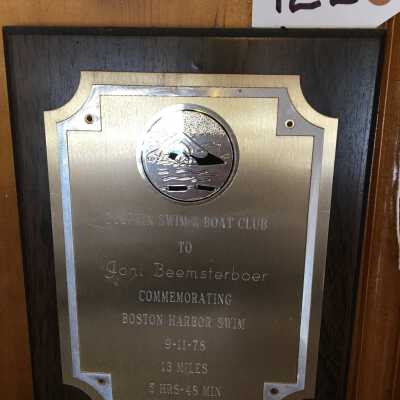 DOLPHIN SWIM & BOAT CLUB
TO
Joni Beemsterboer
COMMEMORATING
BOSTON HARBOR SWIM
9-11-78
13 MILES
HRS-45 MIN